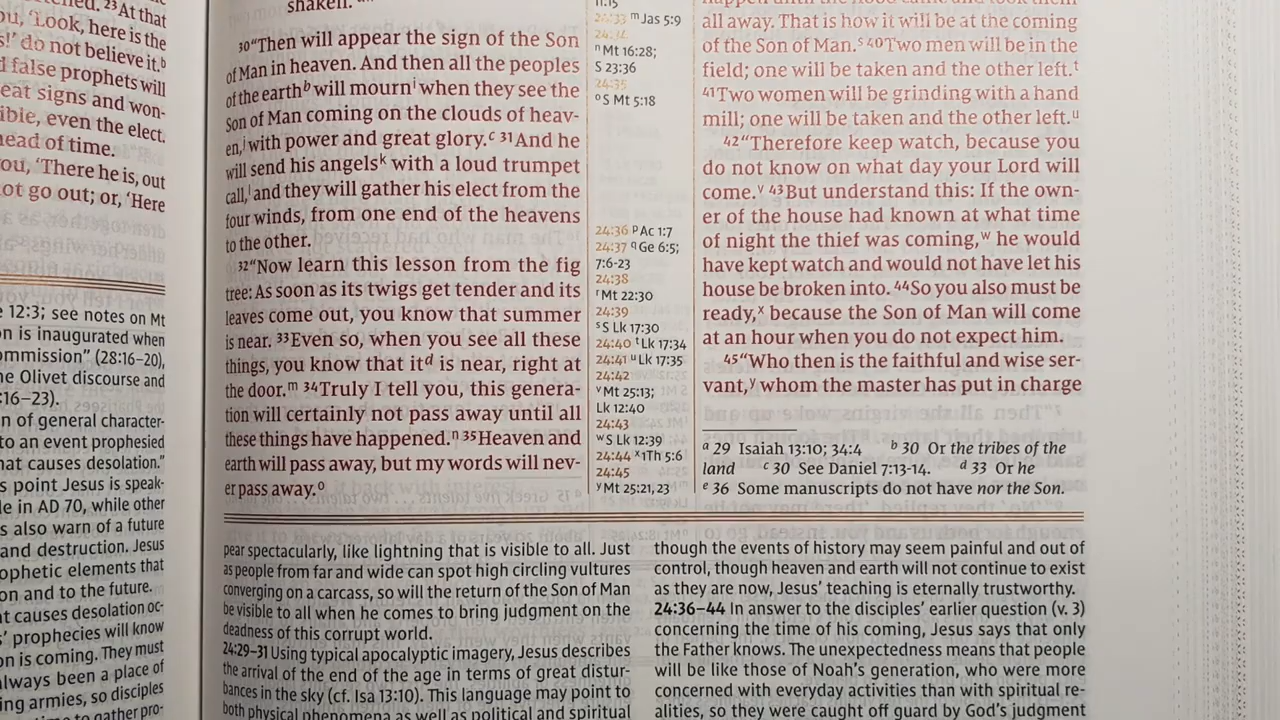 ²³At that
ou, 'Look, here is the
s!' do not believe it.ᵇ
d false prophets will
eat signs and won-
ible, even the elect.
head of time.
ou, 'There he is, out
ot go out; or, 'Here
12:3; see notes on Mt
on is inaugurated when
ommission" (28:16–20),
he Olivet discourse and
:16–23).
n of general character-
to an event prophesied
hat causes desolation."
s point Jesus is speak-
le in AD 70, while other
s also warn of a future
and destruction. Jesus
ophetic elements that
on and to the future.
at causes desolation oc-
s' prophecies will know
n is coming. They must
lways been a place of
ing armies, so disciples
to gather pro-
shaken.
³⁰"Then will appear the sign of the Son
of Man in heaven. And then all the peoples
of the earthᵇ will mournⁱ when they see the
Son of Man coming on the clouds of heav-
en,ʲ with power and great glory.ᶜ ³¹And he
will send his angelsᵏ with a loud trumpet
call,ˡ and they will gather his elect from the
four winds, from one end of the heavens
to the other.
³²"Now learn this lesson from the fig
tree: As soon as its twigs get tender and its
leaves come out, you know that summer
is near. ³³Even so, when you see all these
things, you know that itᵈ is near, right at
the door.ᵐ ³⁴Truly I tell you, this genera-
tion will certainly not pass away until all
these things have happened.ⁿ ³⁵Heaven and
earth will pass away, but my words will nev-
er pass away.ᵒ
11:15
24:33 ᵐ Jas 5:9
24:34
ⁿ Mt 16:28;
S 23:36
24:35
ᵒ S Mt 5:18
24:36 ᵖ Ac 1:7
24:37 ᑫ Ge 6:5;
7:6-23
24:38
ʳ Mt 22:30
24:39
ˢ S Lk 17:30
24:40 ᵗ Lk 17:34
24:41 ᵘ Lk 17:35
24:42
ᵛ Mt 25:13;
Lk 12:40
24:43
ʷ S Lk 12:39
24:44 ˣ 1Th 5:6
24:45
ʸ Mt 25:21, 23
happened until the flood came and took them
all away. That is how it will be at the coming
of the Son of Man.ˢ ⁴⁰Two men will be in the
field; one will be taken and the other left.ᵗ
⁴¹Two women will be grinding with a hand
mill; one will be taken and the other left.ᵘ
⁴²"Therefore keep watch, because you
do not know on what day your Lord will
come.ᵛ ⁴³But understand this: If the own-
er of the house had known at what time
of night the thief was coming,ʷ he would
have kept watch and would not have let his
house be broken into. ⁴⁴So you also must be
ready,ˣ because the Son of Man will come
at an hour when you do not expect him.
⁴⁵"Who then is the faithful and wise ser-
vant,ʸ whom the master has put in charge
ᵃ 29 Isaiah 13:10; 34:4 ᵇ 30 Or the tribes of the
land ᶜ 30 See Daniel 7:13-14. ᵈ 33 Or he
ᵉ 36 Some manuscripts do not have nor the Son.
pear spectacularly, like lightning that is visible to all. Just
as people from far and wide can spot high circling vultures
converging on a carcass, so will the return of the Son of Man
be visible to all when he comes to bring judgment on the
deadness of this corrupt world.
24:29–31 Using typical apocalyptic imagery, Jesus describes
the arrival of the end of the age in terms of great distur-
bances in the sky (cf. Isa 13:10). This language may point to
both physical phenomena as well as political and spiritual
though the events of history may seem painful and out of
control, though heaven and earth will not continue to exist
as they are now, Jesus' teaching is eternally trustworthy.
24:36–44 In answer to the disciples' earlier question (v. 3)
concerning the time of his coming, Jesus says that only
the Father knows. The unexpectedness means that people
will be like those of Noah's generation, who were more
concerned with everyday activities than with spiritual re-
alities, so they were caught off guard by God's judgment